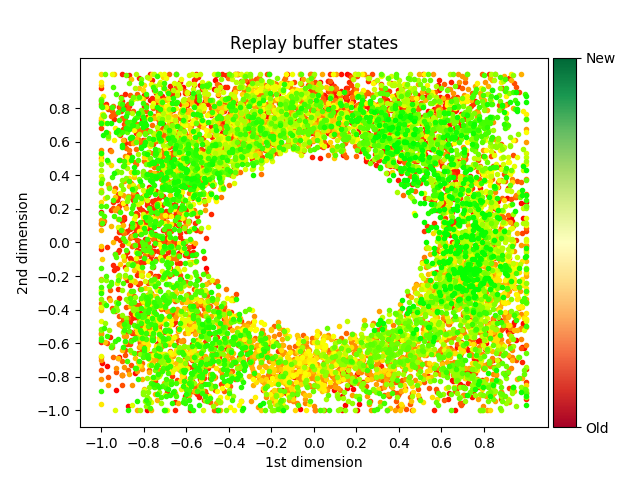 Replay buffer states
New
0.8
0.6
0.4
0.2
0.0
−0.2
−0.4
−0.6
−0.8
−1.0
2nd dimension
Old
−1.0 −0.8 −0.6 −0.4 −0.2 0.0 0.2 0.4 0.6 0.8
1st dimension